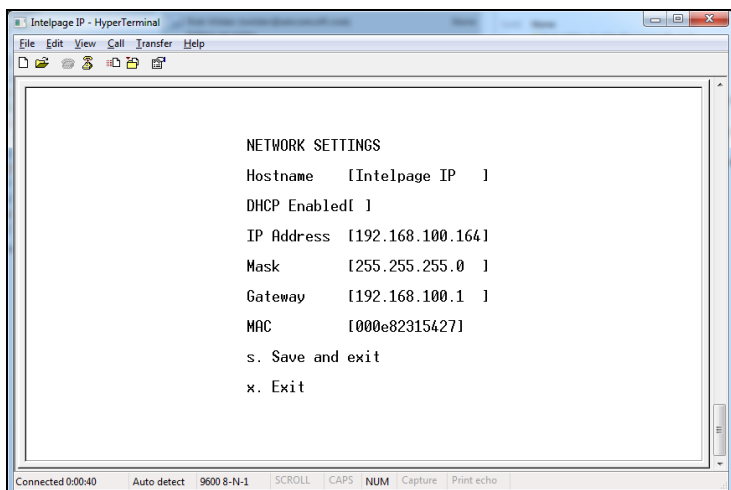 Intelpage IP - HyperTerminal
File Edit View Call Transfer Help
NETWORK SETTINGS
Hostname [Intelpage IP ]
DHCP Enabled[ ]
IP Address [192.168.100.164]
Mask [255.255.255.0 ]
Gateway [192.168.100.1 ]
MAC [000e82315427]
s. Save and exit
x. Exit
Connected 0:00:40 Auto detect 9600 8-N-1 SCROLL CAPS NUM Capture Print echo